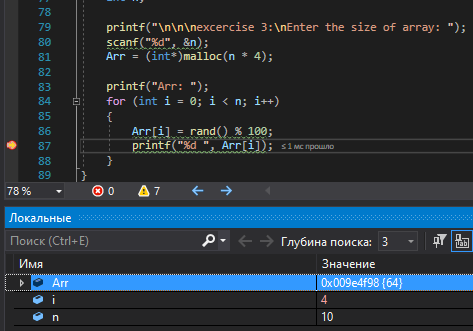 79 printf("\n\n\nexcercise 3:\nEnter the size of array: ");
80 scanf("%d", &n);
81 Arr = (int*)malloc(n * 4);
82
83 printf("Arr: ");
84 for (int i = 0; i < n; i++)
85 {
86 Arr[i] = rand() % 100;
87 printf("%d ", Arr[i]); ≤ 1 мс прошло
88 }
89 }
78 % 0 7
Локальные
Поиск (Ctrl+E) Глубина поиска: 3
Имя Значение
Arr 0x009e4f98 {64}
i 4
n 10